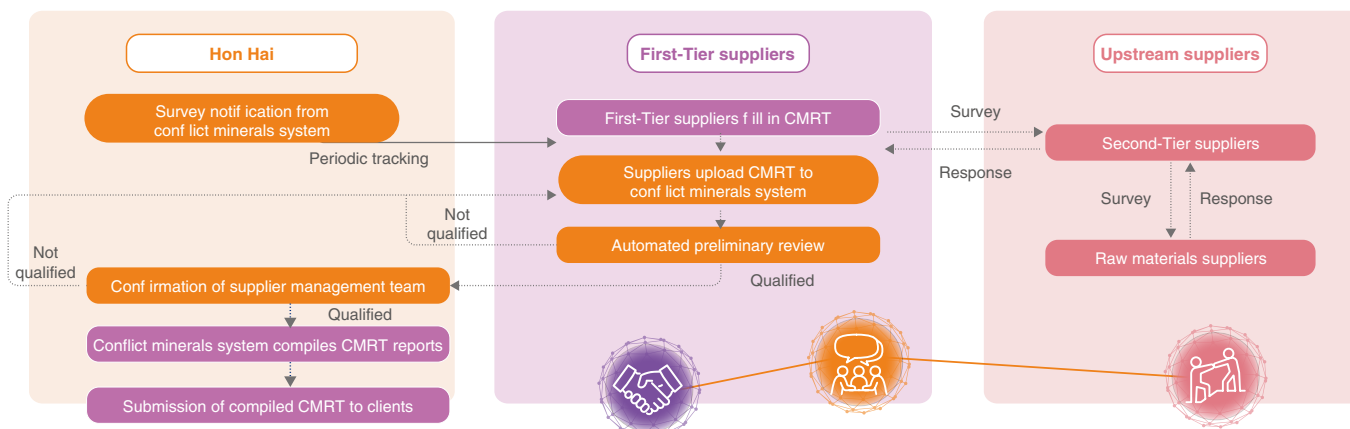 Hon Hai
Survey notif ication from
conf lict minerals system
Periodic tracking
Not
qualified
Not
qualified
Conf irmation of supplier management team
Qualified
Conflict minerals system compiles CMRT reports
Submission of compiled CMRT to clients
First-Tier suppliers
First-Tier suppliers f ill in CMRT
Suppliers upload CMRT to
conf lict minerals system
Automated preliminary review
Qualified
Survey
Response
Upstream suppliers
Second-Tier suppliers
Survey
Response
Raw materials suppliers